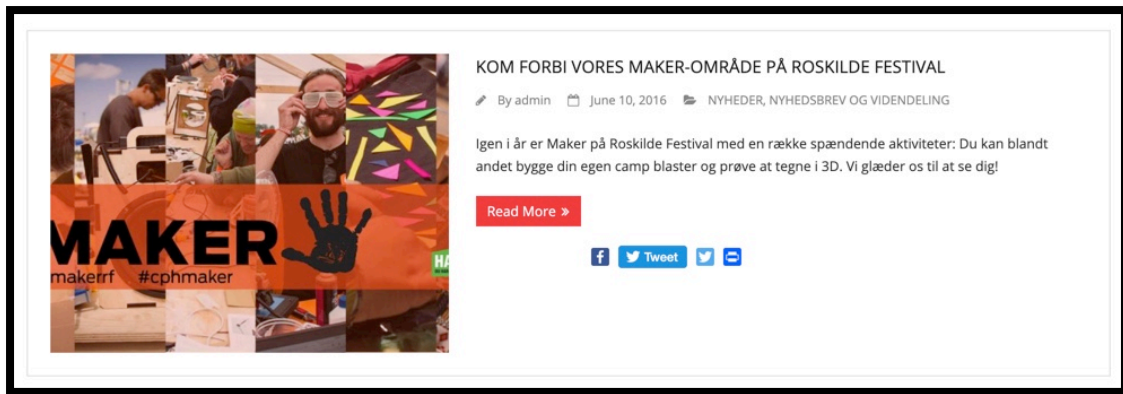 KOM FORBI VORES MAKER-OMRÅDE PÅ ROSKILDE FESTIVAL
By admin June 10, 2016 NYHEDER, NYHEDSBREV OG VIDENDELING
Igen i år er Maker på Roskilde Festival med en række spændende aktiviteter: Du kan blandt
andet bygge din egen camp blaster og prøve at tegne i 3D. Vi glæder os til at se dig!
Read More »
Tweet
MAKER
makerrf #cphmaker